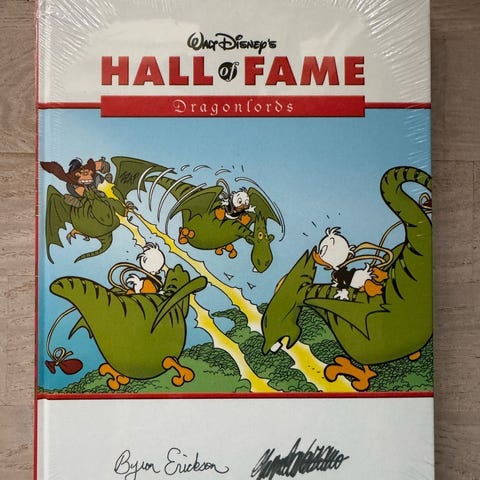 Walt Disney's
HALL of FAME
Dragonlords
Byron Erickson